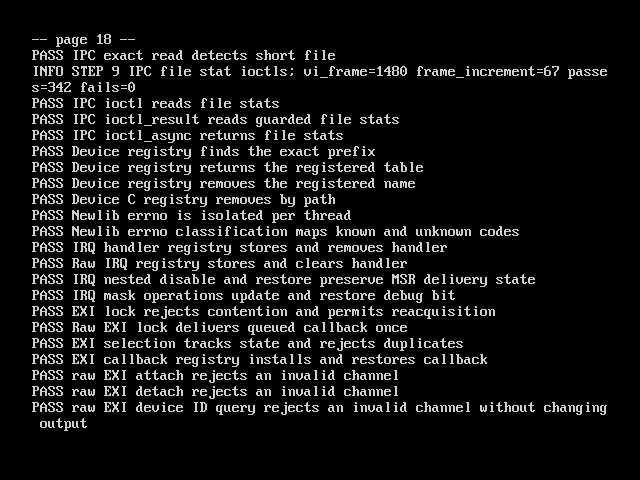 -- page 18 --
PASS IPC exact read detects short file
INFO STEP 9 IPC file stat ioctls; vi_frame=1480 frame_increment=67 passe
s=342 fails=0
PASS IPC ioctl reads file stats
PASS IPC ioctl_result reads guarded file stats
PASS IPC ioctl_async returns file stats
PASS Device registry finds the exact prefix
PASS Device registry returns the registered table
PASS Device registry removes the registered name
PASS Device C registry removes by path
PASS Newlib errno is isolated per thread
PASS Newlib errno classification maps known and unknown codes
PASS IRQ handler registry stores and removes handler
PASS Raw IRQ registry stores and clears handler
PASS IRQ nested disable and restore preserve MSR delivery state
PASS IRQ mask operations update and restore debug bit
PASS EXI lock rejects contention and permits reacquisition
PASS Raw EXI lock delivers queued callback once
PASS EXI selection tracks state and rejects duplicates
PASS EXI callback registry installs and restores callback
PASS raw EXI attach rejects an invalid channel
PASS raw EXI detach rejects an invalid channel
PASS raw EXI device ID query rejects an invalid channel without changing
 output